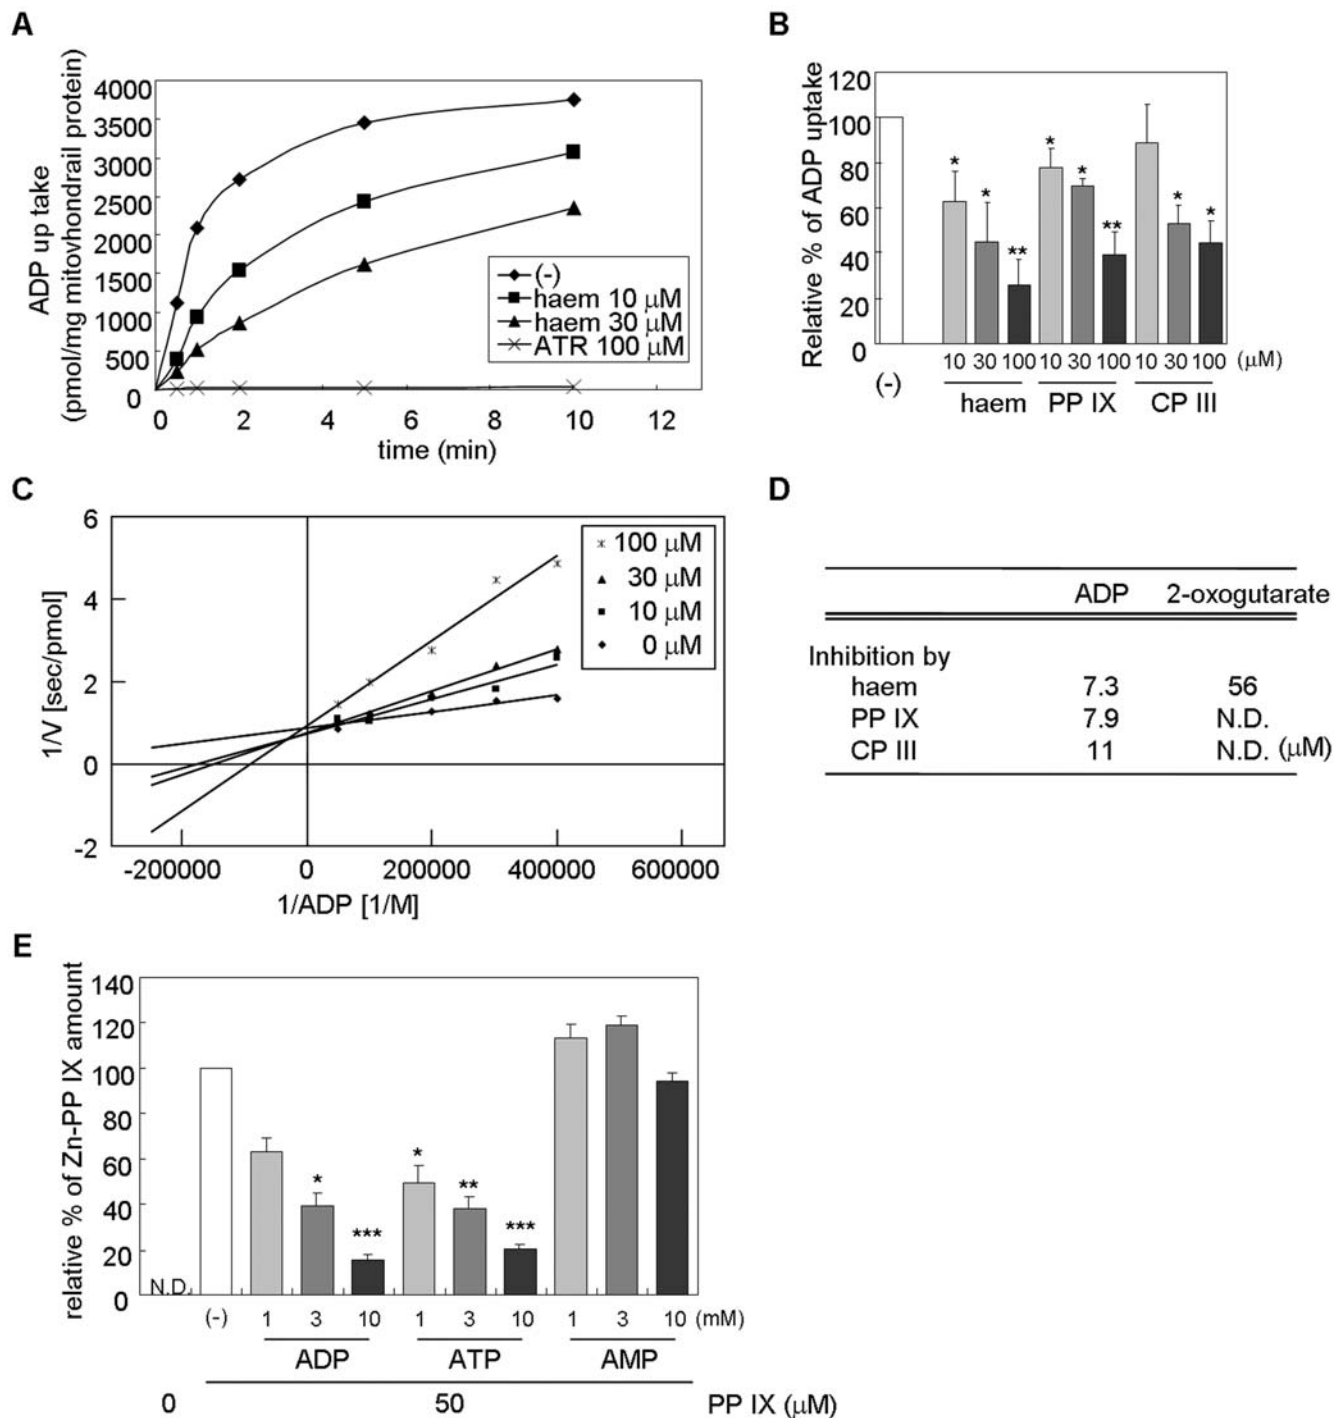 A
ADP up take
(pmol/mg mitovhondrail protein)
4000
3500
3000
2500
2000
1500
1000
500
0
(-)
haem 10 μM
haem 30 μM
ATR 100 μM
0 2 4 6 8 10 12
time (min)
B
Relative % of ADP uptake
120
100
80
60
40
20
0
* * ** * * ** * *
(-)
10 30 100 10 30 100 10 30 100 (μM)
haem PP IX CP III
C
1/V [sec/pmol]
6
4
2
0
-2
100 μM
30 μM
10 μM
0 μM
-200000 0 200000 400000 600000
1/ADP [1/M]
D
ADP 2-oxogutarate
Inhibition by
haem 7.3 56
PP IX 7.9 N.D.
CP III 11 N.D. (μM)
E
relative % of Zn-PP IX amount
140
120
100
80
60
40
20
0
* *** * ** ***
N.D.
(-) 1 3 10 1 3 10 1 3 10 (mM)
ADP ATP AMP
0 50 PP IX (μM)